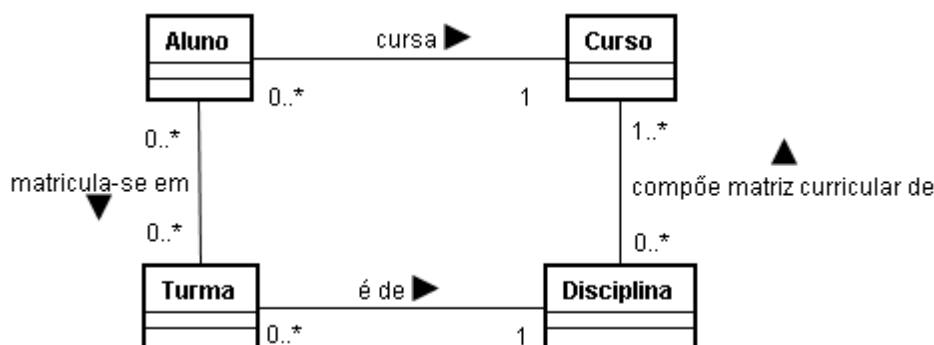 Aluno
cursa
Curso
0..*
1
0..*
1..*
matricula-se em
compõe matriz curricular de
0..*
0..*
Turma
é de
Disciplina
0..*
1